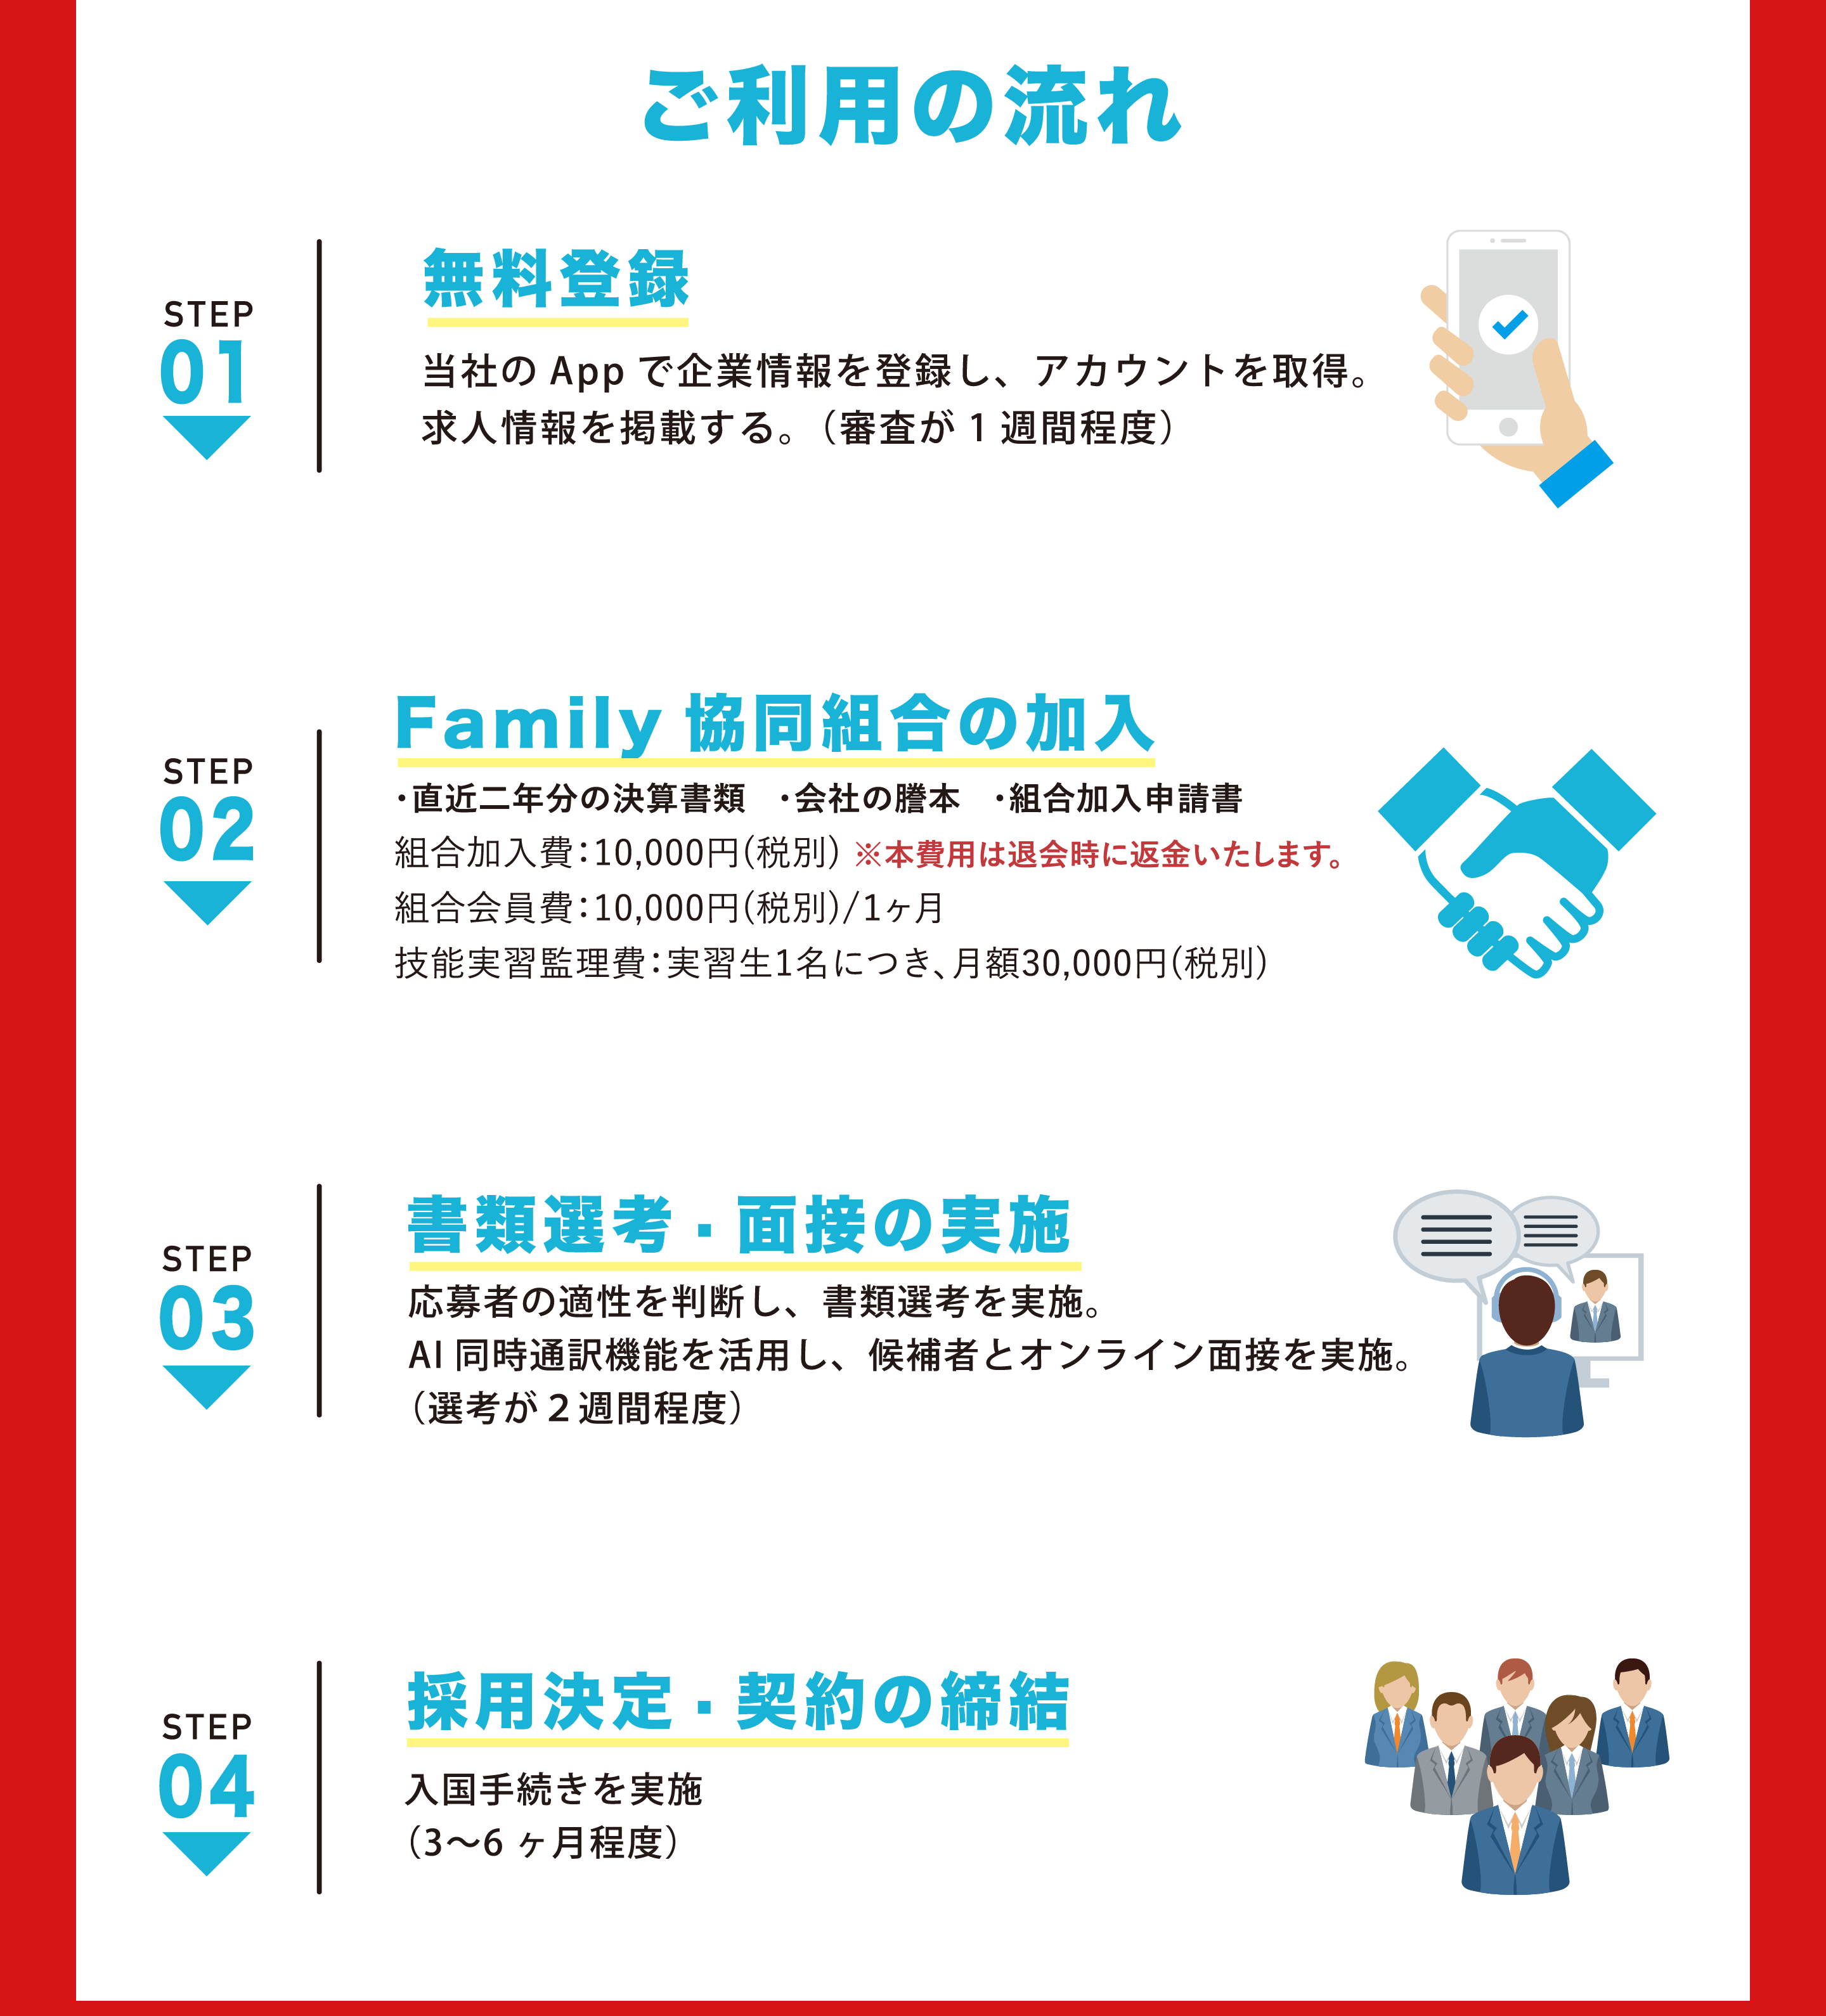 ご利用の流れ
STEP
01
無料登録
当社の App で企業情報を登録し、アカウントを取得。
求人情報を掲載する。（審査が 1 週間程度）
STEP
02
Family 協同組合の加入
・直近二年分の決算書類　・会社の謄本　・組合加入申請書
組合加入費：10,000円(税別) ※本費用は退会時に返金いたします。
組合会員費：10,000円(税別)/1ヶ月
技能実習監理費：実習生1名につき、月額30,000円(税別)
STEP
03
書類選考・面接の実施
応募者の適性を判断し、書類選考を実施。
AI 同時通訳機能を活用し、候補者とオンライン面接を実施。
（選考が 2 週間程度）
STEP
04
採用決定・契約の締結
入国手続きを実施
（3〜6 ヶ月程度）